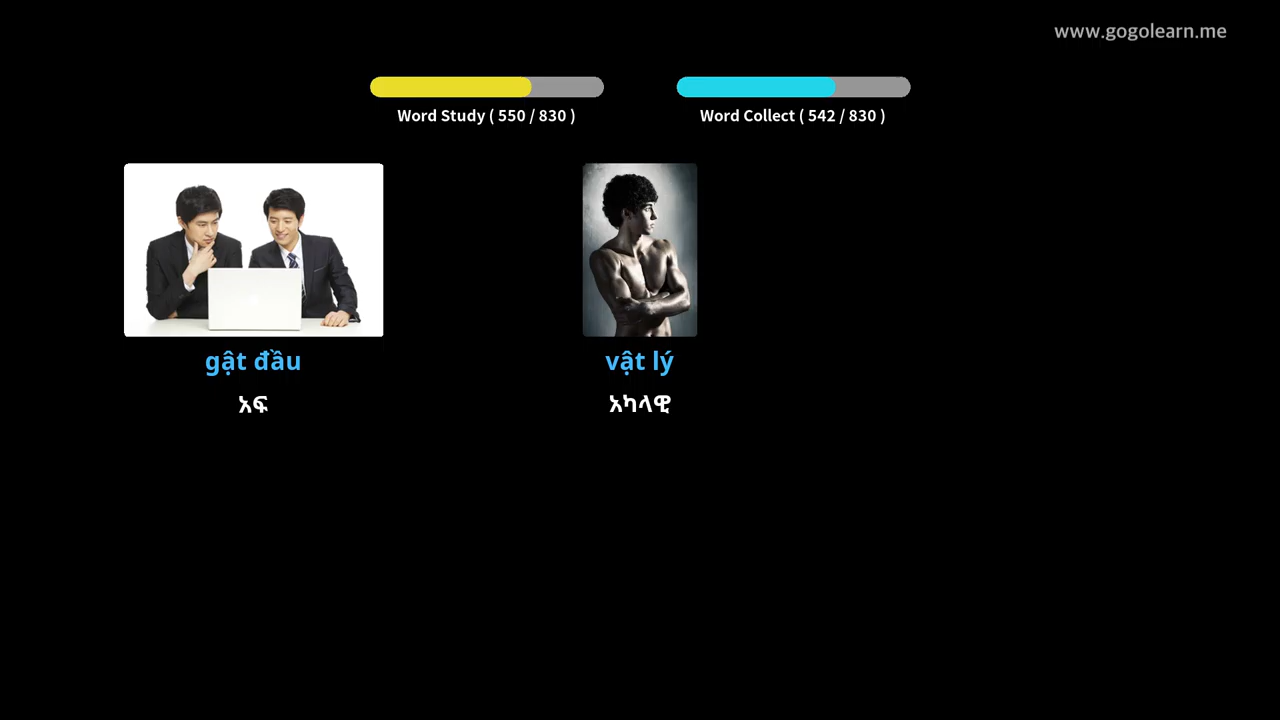 www.gogolearn.me
Word Study ( 550 / 830 )
Word Collect ( 542 / 830 )
gật đầu
vật lý
አፍ
አካላዊ